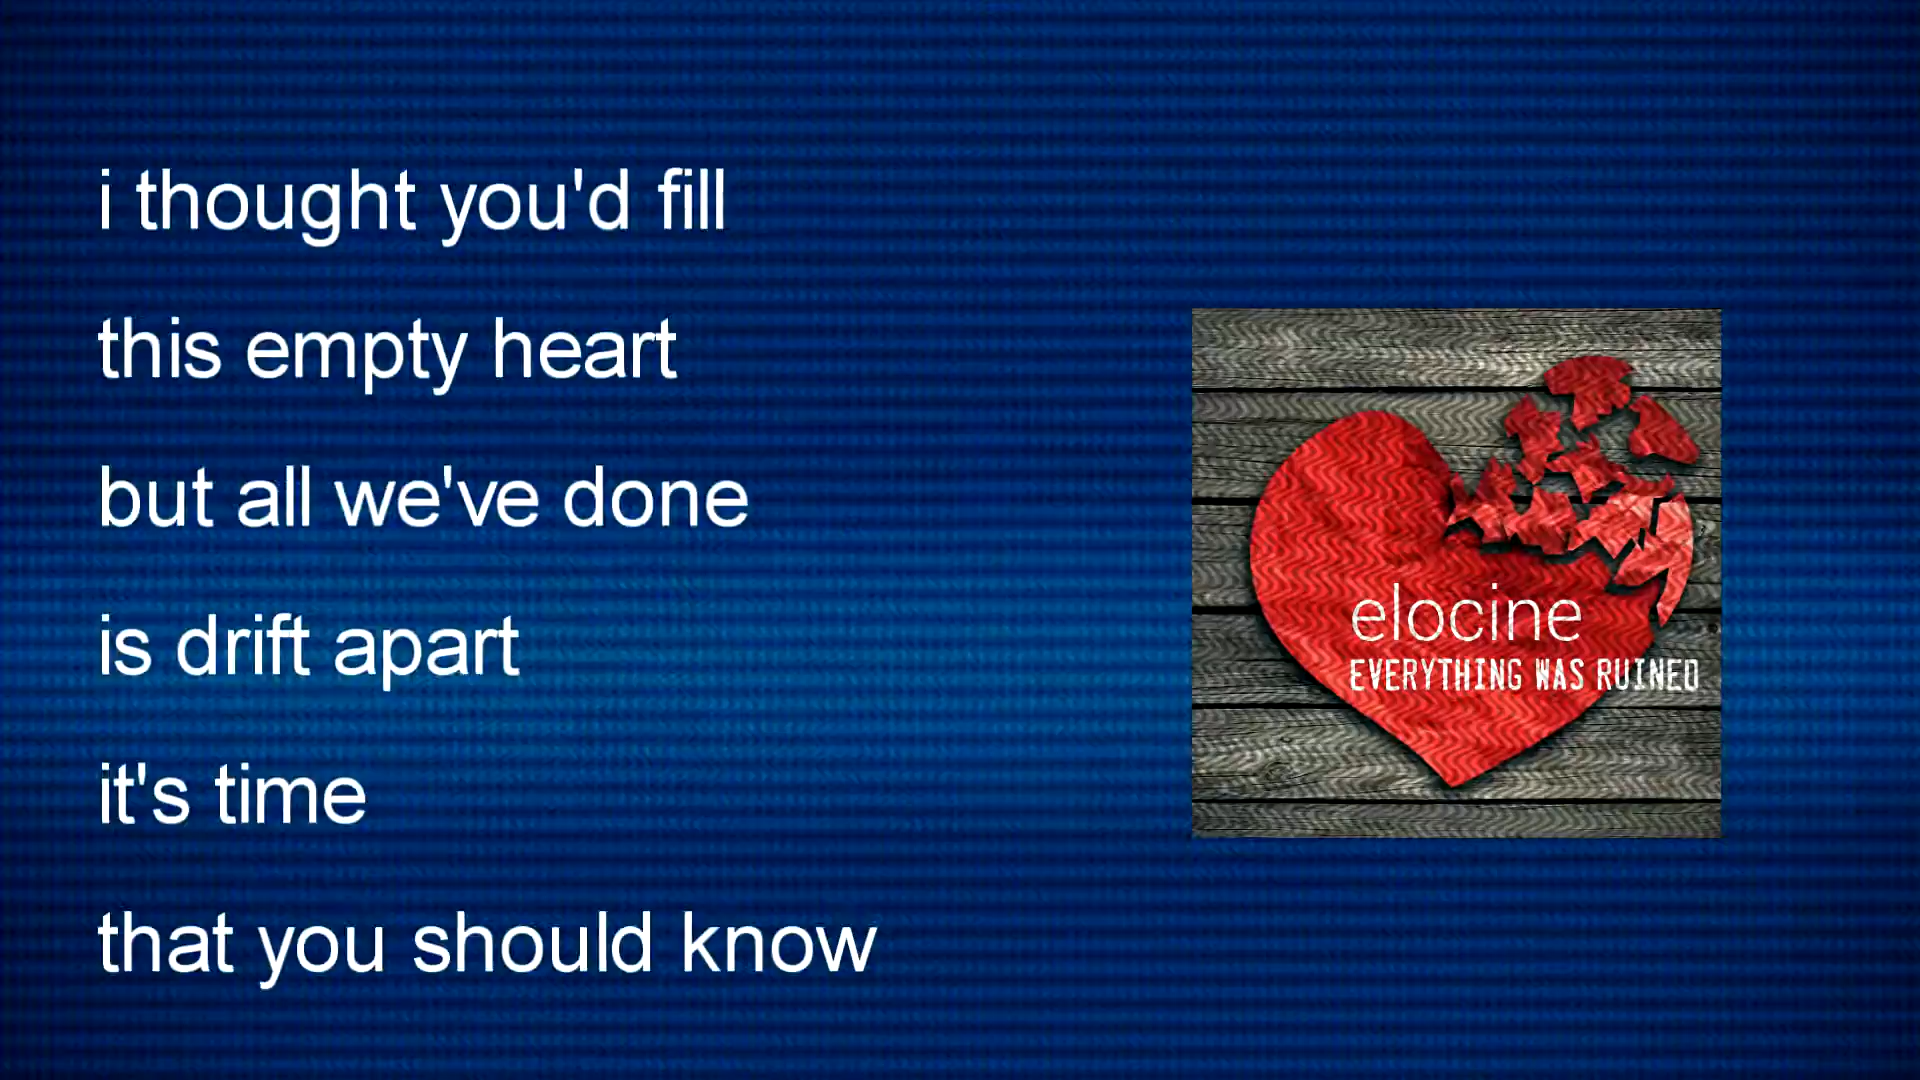 i thought you'd fill
this empty heart
but all we've done
is drift apart
it's time
that you should know
elocine
EVERYTHING WAS RUINED